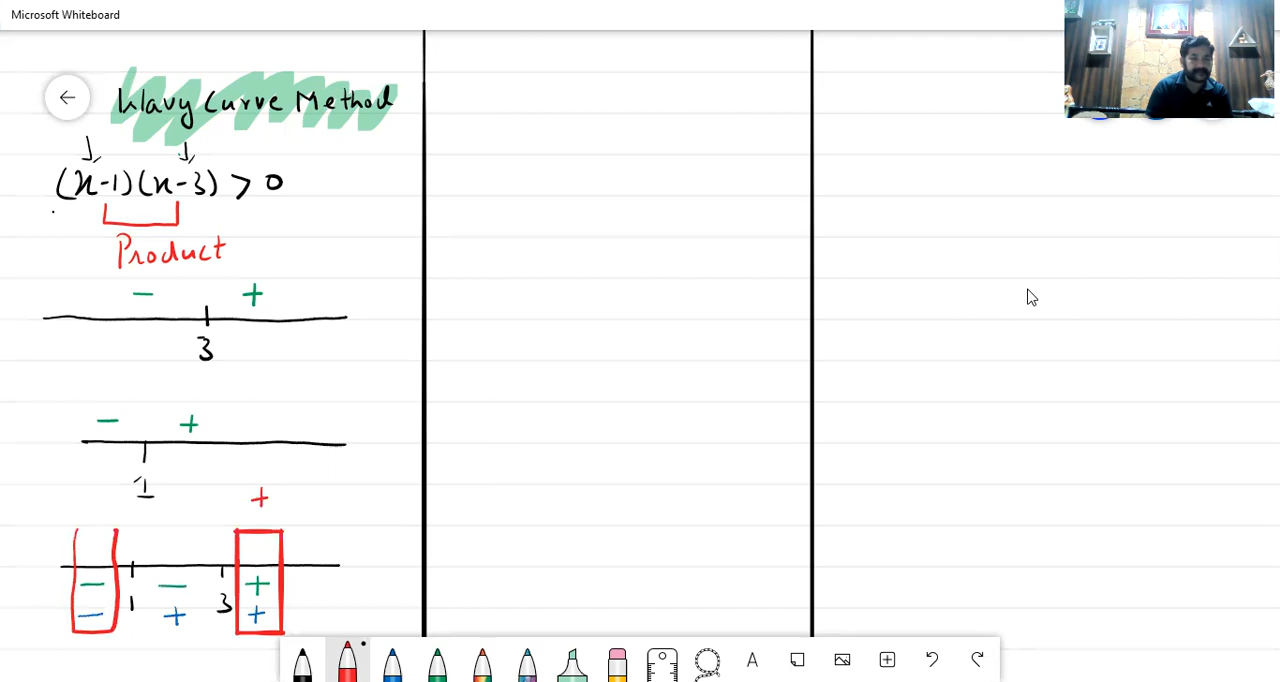 Microsoft Whiteboard
Wavy Curve Method
(x-1)(x-3) > 0
Product
- +
3
- +
1
+
- - +
1 3
- + +
A